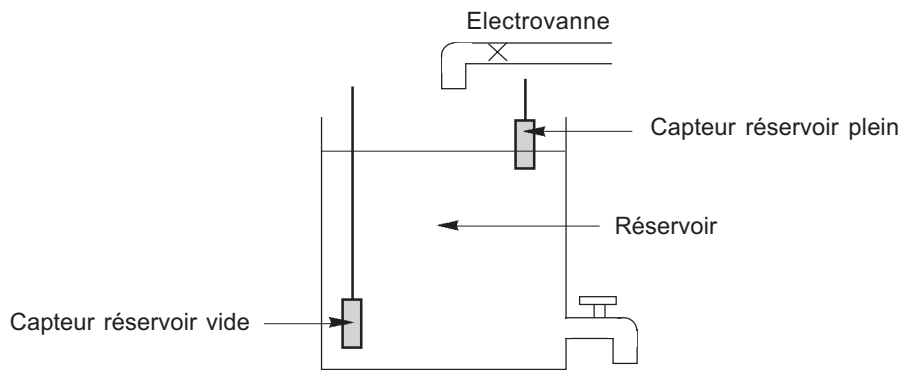 Electrovanne
Capteur réservoir plein
Réservoir
Capteur réservoir vide